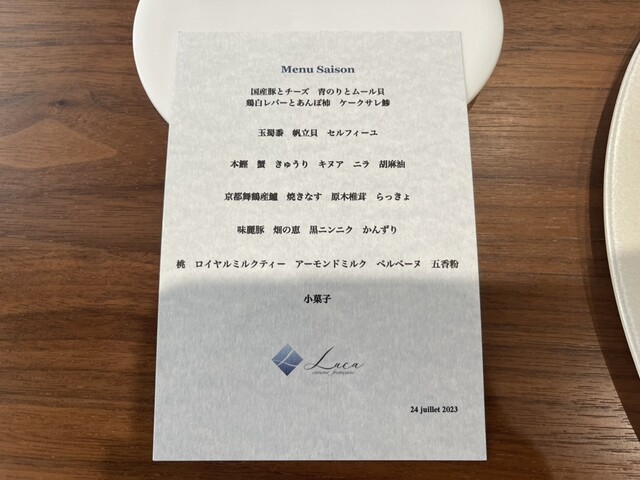 Menu Saison
国産豚とチーズ 青のりとムール貝
鶏白レバーとあんぽ柿 ケークサレ鯵
玉蜀黍 帆立貝 セルフィーユ
本鰹 蟹 きゅうり キヌア ニラ 胡麻油
京都舞鶴産鱸 焼きなす 原木椎茸 らっきょ
味麗豚 畑の恵 黒ニンニク かんずり
桃 ロイヤルミルクティー アーモンドミルク ベルベーヌ 五香粉
小菓子
Luca
cuisine française
24 juillet 2023